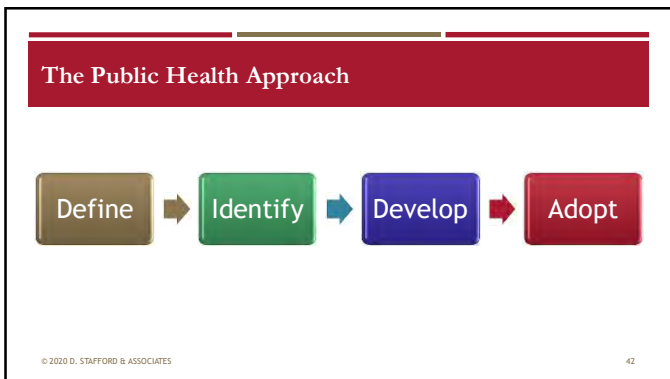 The Public Health Approach
Define Identify Develop Adopt
© 2020 D. STAFFORD & ASSOCIATES 42